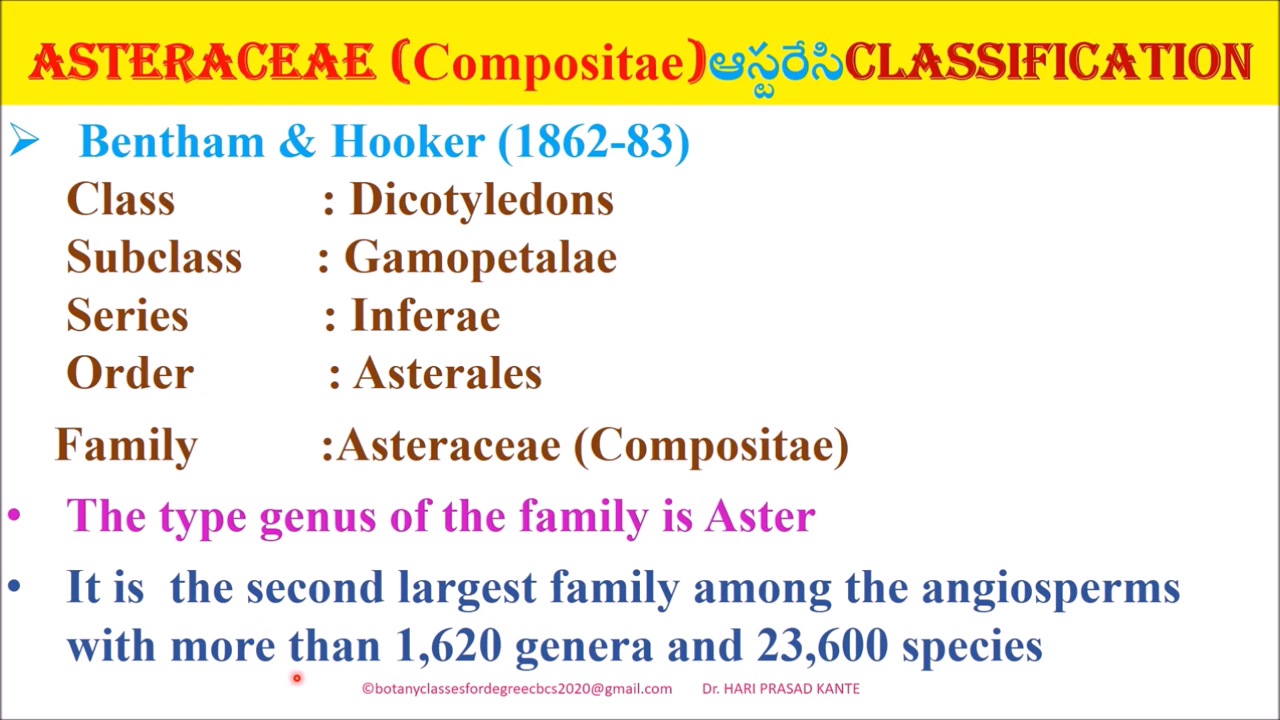 ASTERACEAE (Compositae)ఆస్టరేసిCLASSIFICATION
➢ Bentham & Hooker (1862-83)
Class : Dicotyledons
Subclass : Gamopetalae
Series : Inferae
Order : Asterales
Family :Asteraceae (Compositae)
• The type genus of the family is Aster
• It is the second largest family among the angiosperms
with more than 1,620 genera and 23,600 species
©botanyclassesfordegreecbcs2020@gmail.com Dr. HARI PRASAD KANTE